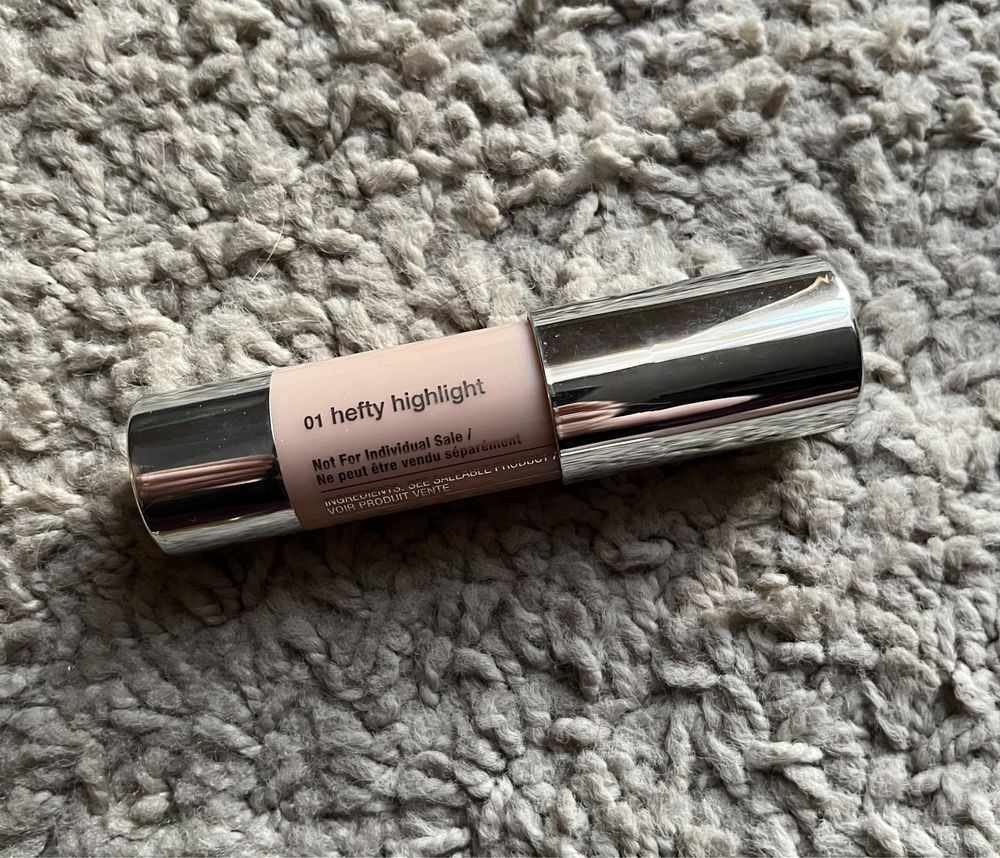 01 hefty highlight
Not For Individual Sale /
Ne peut être vendu séparément
INGREDIENTS: SEE SALEABLE PRODUCT /
VOIR PRODUIT VENTE